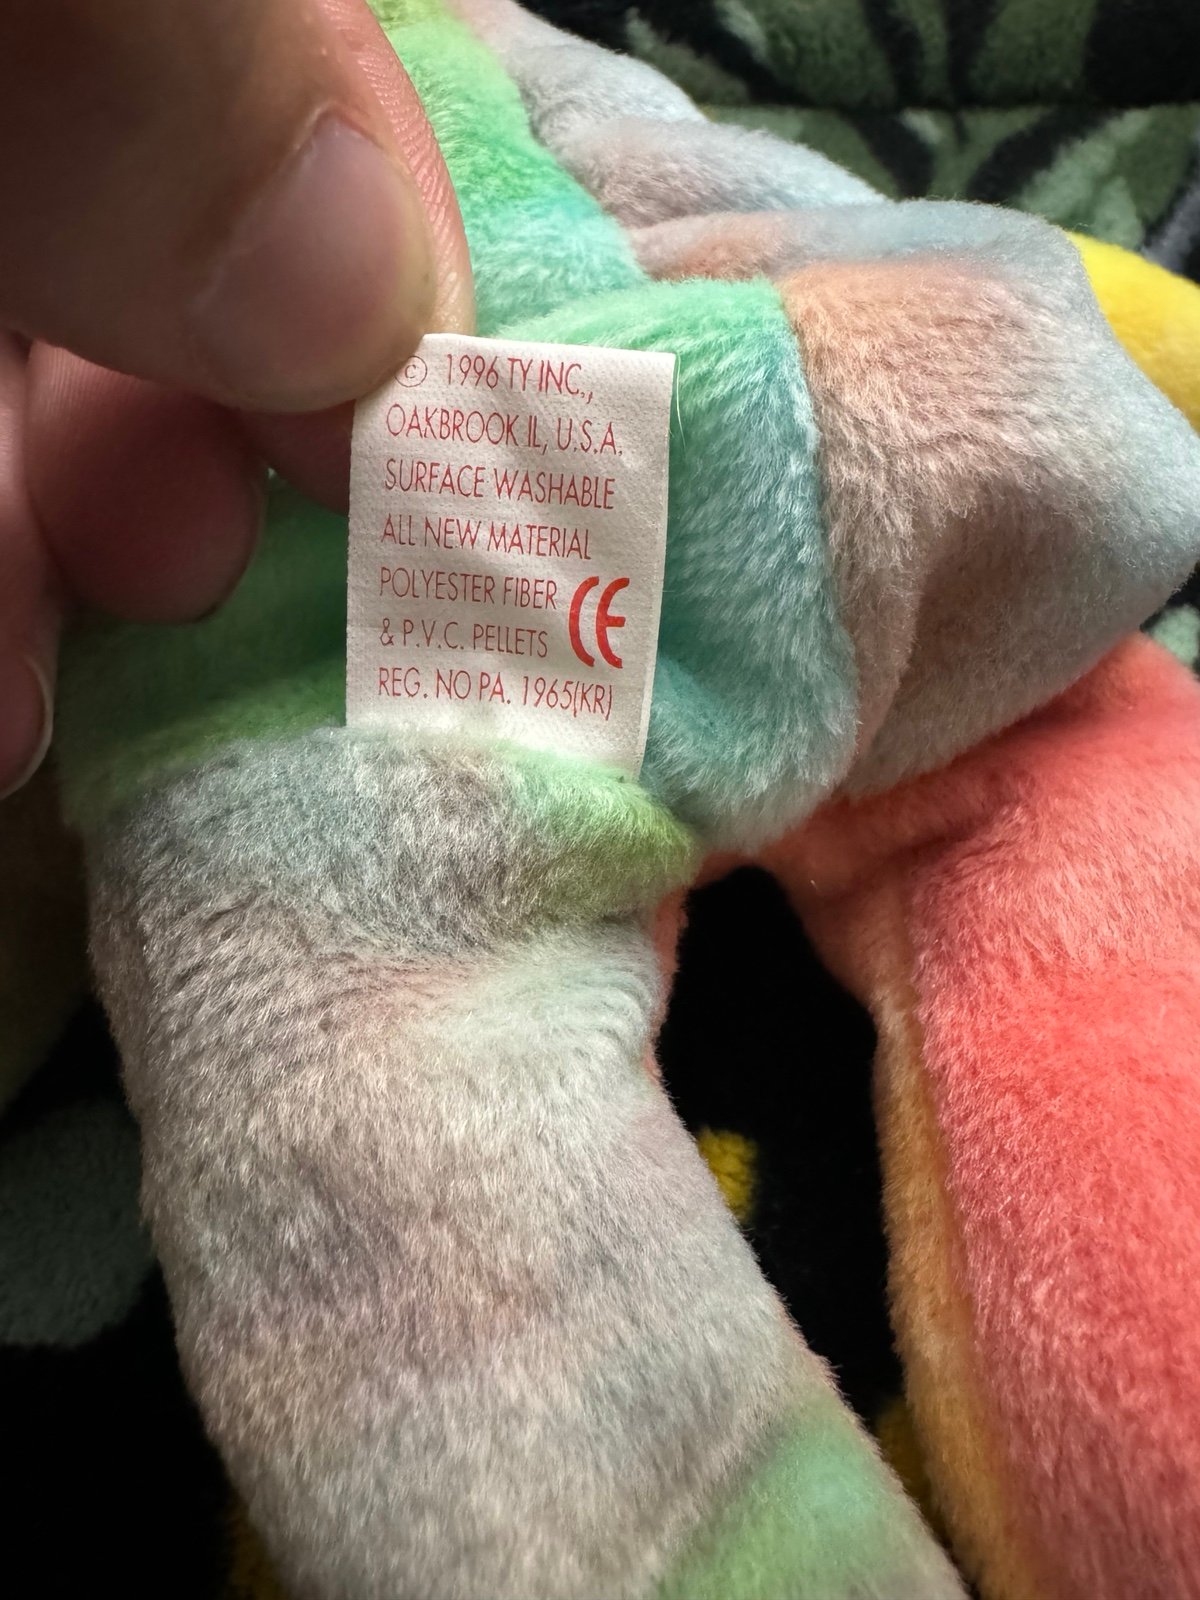 © 1996 TY INC.,
OAKBROOK IL, U.S.A.
SURFACE WASHABLE
ALL NEW MATERIAL
POLYESTER FIBER
& P.V.C. PELLETS CE
REG. NO PA. 1965(KR)